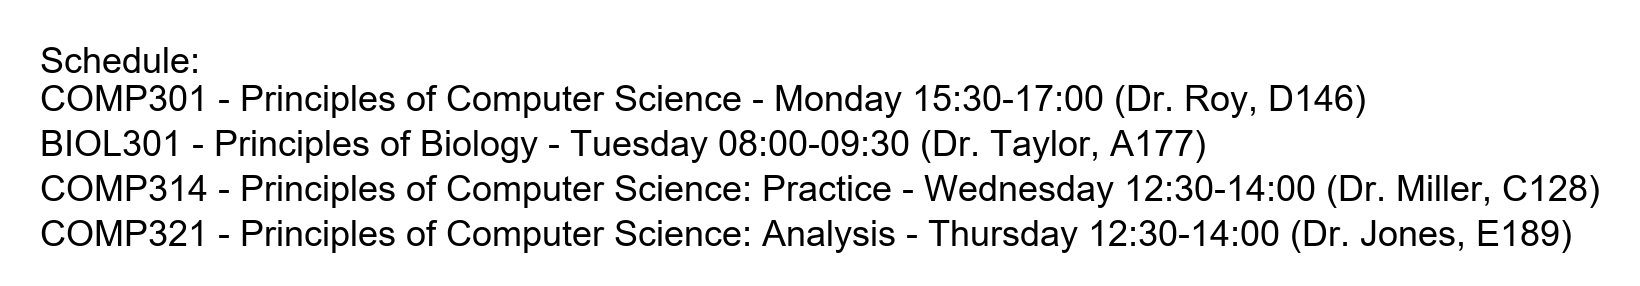 Schedule:
COMP301 - Principles of Computer Science - Monday 15:30-17:00 (Dr. Roy, D146)
BIOL301 - Principles of Biology - Tuesday 08:00-09:30 (Dr. Taylor, A177)
COMP314 - Principles of Computer Science: Practice - Wednesday 12:30-14:00 (Dr. Miller, C128)
COMP321 - Principles of Computer Science: Analysis - Thursday 12:30-14:00 (Dr. Jones, E189)